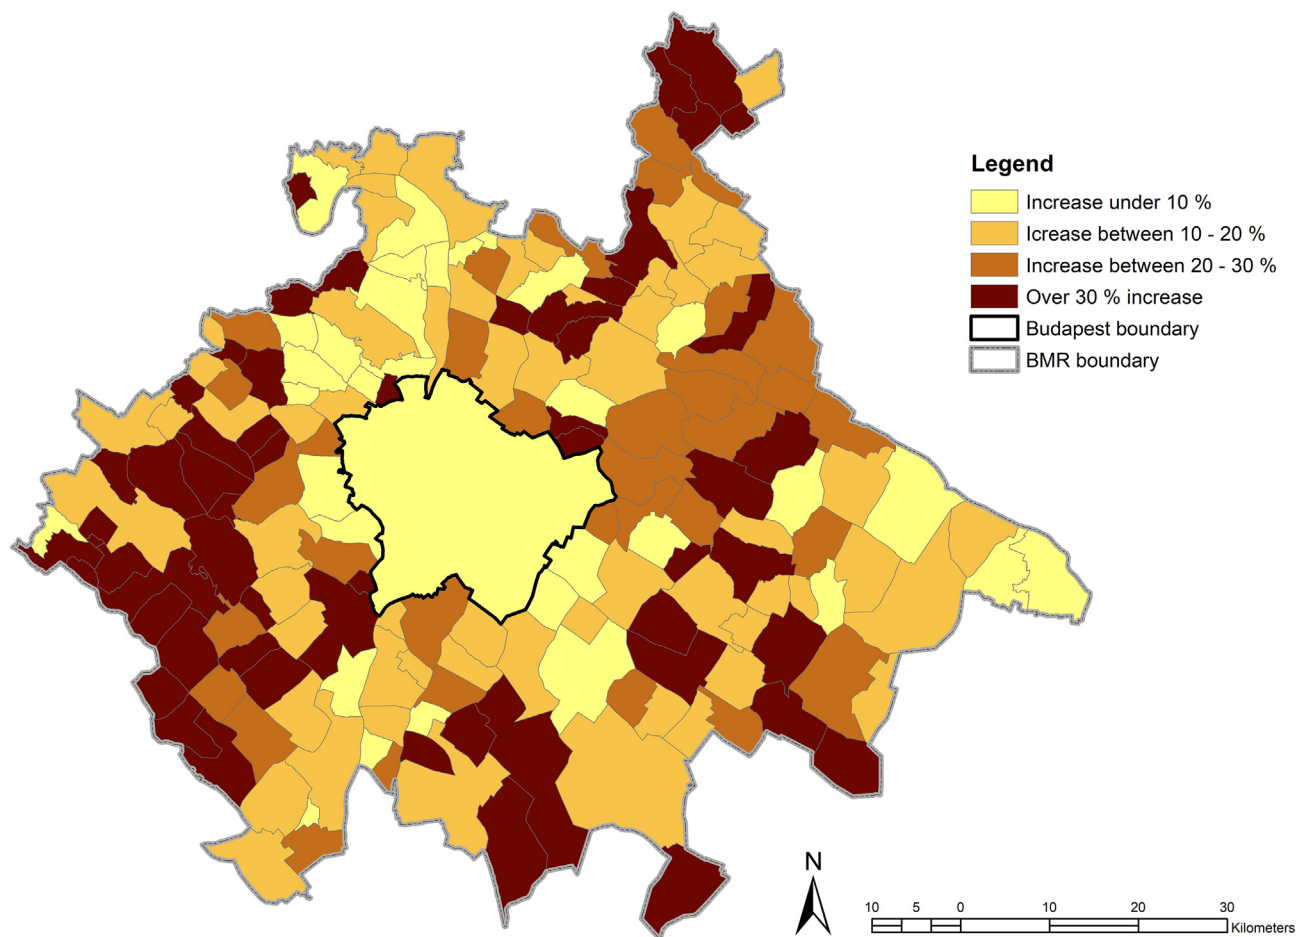 Legend
Increase under 10 %
Icrease between 10 - 20 %
Increase between 20 - 30 %
Over 30 % increase
Budapest boundary
BMR boundary
N
10 5 0 10 20 30
Kilometers